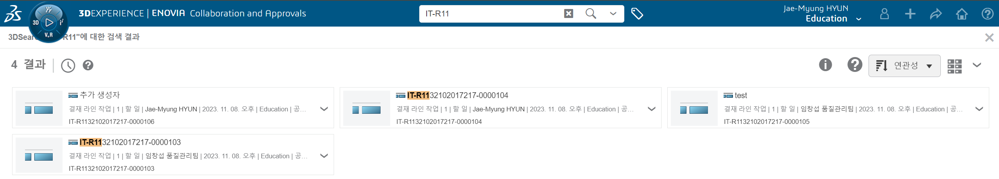 3DEXPERIENCE | ENOVIA Collaboration and Approvals
IT-R11
Jae-Myung HYUN
Education
3D
V.R
3DSear R11"에 대한 검색 결과
4 결과
연관성
추가 생성자
결재 라인 작업 | 1 | 할 일 | Jae-Myung HYUN | 2023. 11. 08. 오후 | Education | 공...
IT-R1132102017217-0000106
IT-R1132102017217-0000104
결재 라인 작업 | 1 | 할 일 | Jae-Myung HYUN | 2023. 11. 08. 오후 | Education | 공...
IT-R1132102017217-0000104
test
결재 라인 작업 | 1 | 할 일 | 임창섭 품질관리팀 | 2023. 11. 08. 오후 | Education | 공...
IT-R1132102017217-0000105
IT-R1132102017217-0000103
결재 라인 작업 | 1 | 할 일 | 임창섭 품질관리팀 | 2023. 11. 08. 오후 | Education | 공...
IT-R1132102017217-0000103